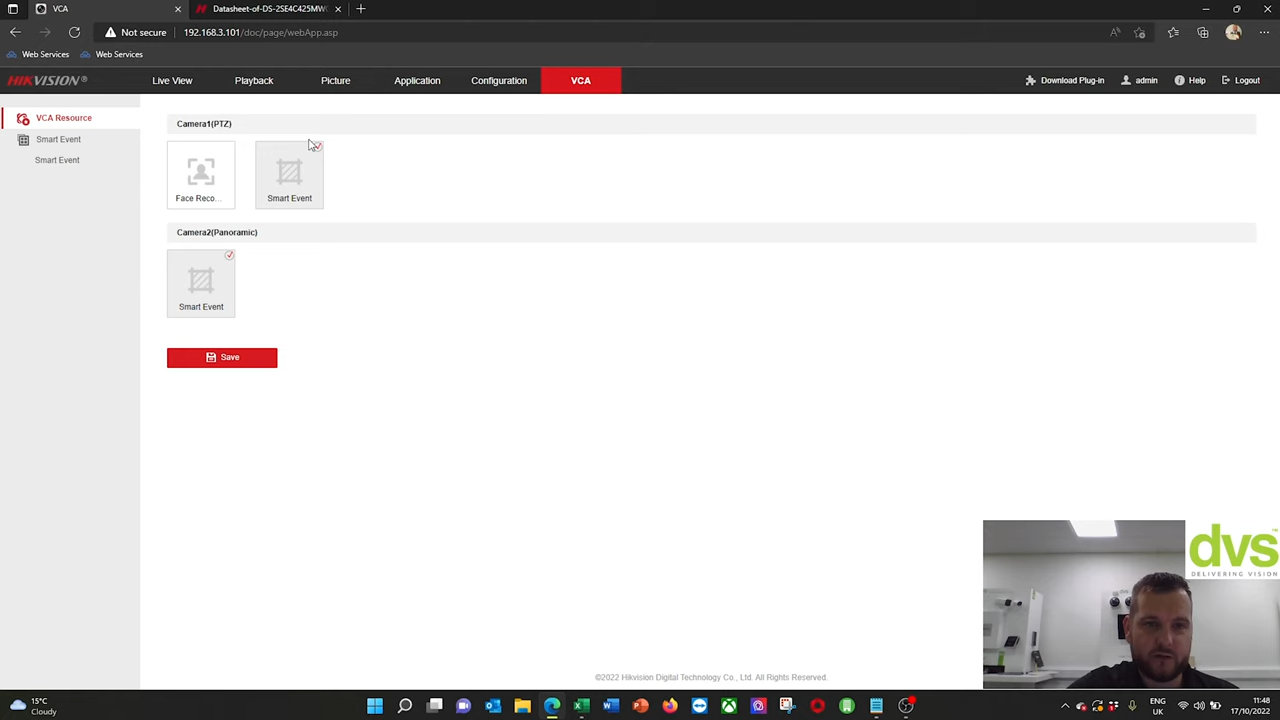 VCA
Datasheet-of-DS-2SE4C425MW
Not secure
192.168.3.101/doc/page/webApp.asp
Web Services
Web Services
HIKVISION®
Live View
Playback
Picture
Application
Configuration
VCA
Download Plug-in
admin
Help
Logout
VCA Resource
Smart Event
Smart Event
Camera1(PTZ)
Face Reco...
Smart Event
Camera2(Panoramic)
Smart Event
Save
dvs™
DELIVERING VISION
©2022 Hikvision Digital Technology Co., Ltd. All Rights Reserved.
15°C
Cloudy
ENG
UK
11:48
17/10/2022